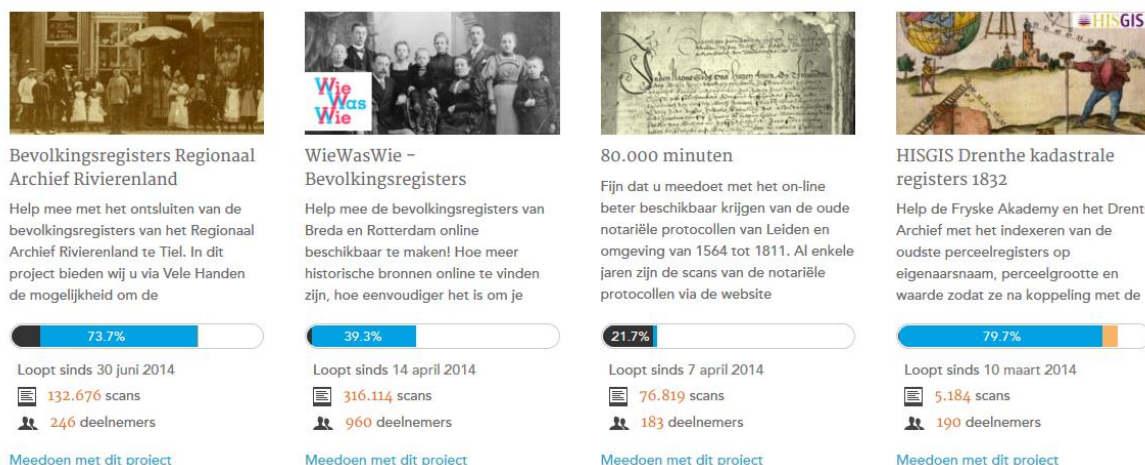 HISGIS
Wie
Was
Wie
Bevolkingsregisters Regionaal
Archief Rivierenland
Help mee met het ontsluiten van de
bevolkingsregisters van het Regionaal
Archief Rivierenland te Tiel. In dit
project bieden wij u via Vele Handen
de mogelijkheid om de
73.7%
Loopt sinds 30 juni 2014
132.676 scans
246 deelnemers
Meedoen met dit project
WieWasWie -
Bevolkingsregisters
Help mee de bevolkingsregisters van
Breda en Rotterdam online
beschikbaar te maken! Hoe meer
historische bronnen online te vinden
zijn, hoe eenvoudiger het is om je
39.3%
Loopt sinds 14 april 2014
316.114 scans
960 deelnemers
Meedoen met dit project
80.000 minuten
Fijn dat u meedoet met het on-line
beter beschikbaar krijgen van de oude
notariële protocollen van Leiden en
omgeving van 1564 tot 1811. Al enkele
jaren zijn de scans van de notariële
protocollen via de website
21.7%
Loopt sinds 7 april 2014
76.819 scans
183 deelnemers
Meedoen met dit project
HISGIS Drenthe kadastrale
registers 1832
Help de Fryske Akademy en het Drent
Archief met het indexeren van de
oudste perceelregisters op
eigenaarsnaam, perceelgrootte en
waarde zodat ze na koppeling met de
79.7%
Loopt sinds 10 maart 2014
5.184 scans
190 deelnemers
Meedoen met dit project